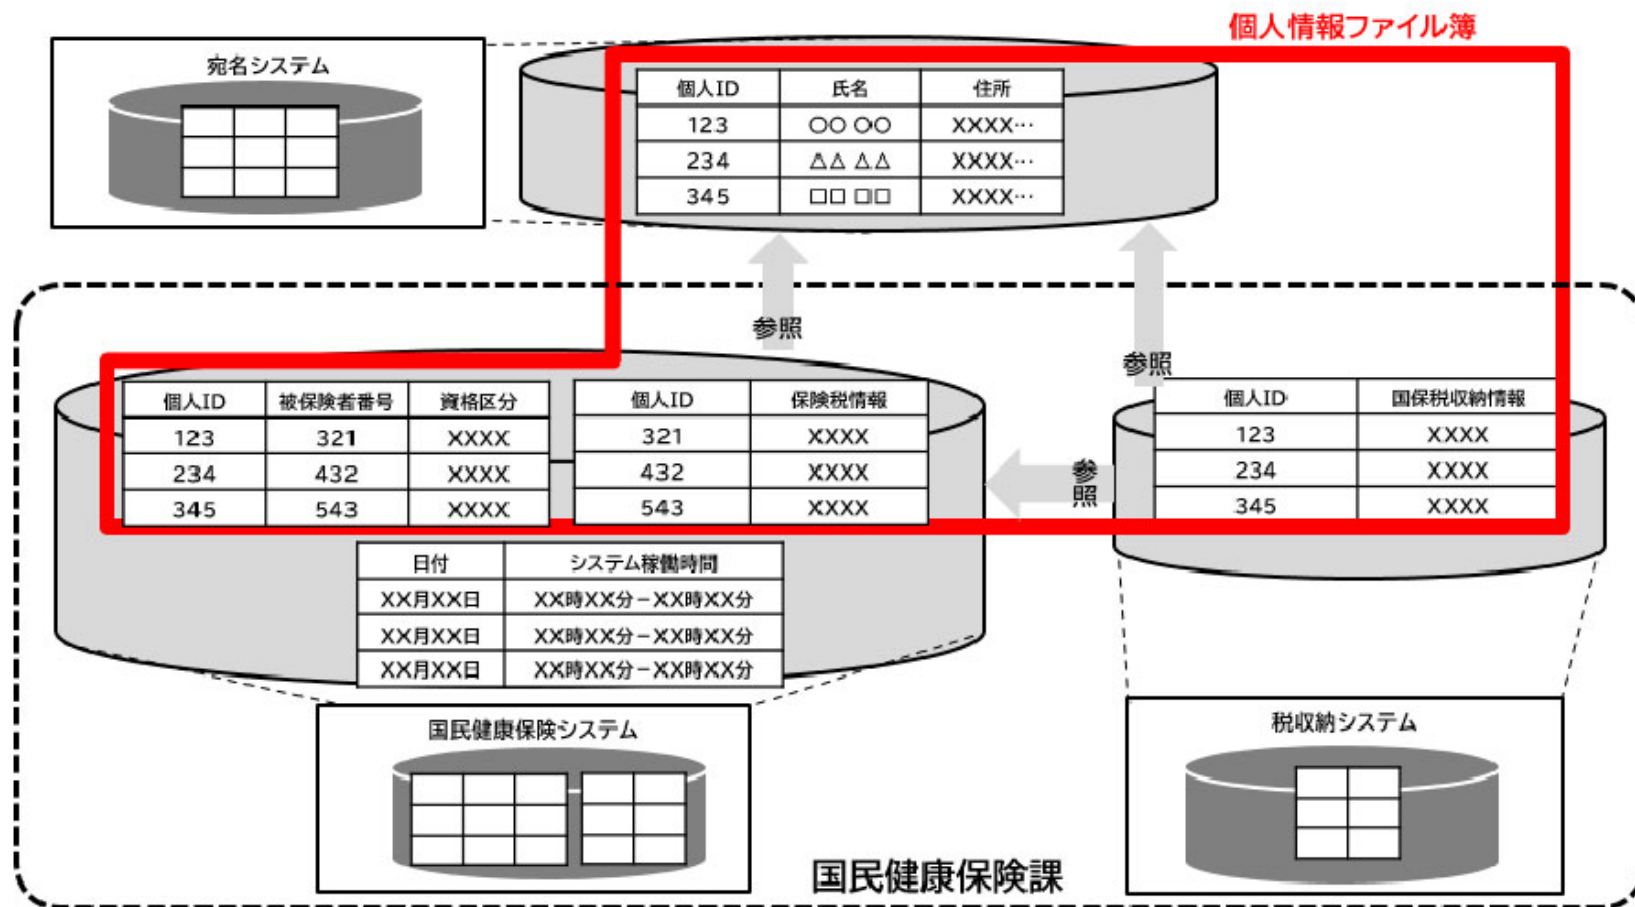 個人情報ファイル簿
宛名システム
個人ID 氏名 住所
123 ○○ ○○ XXXX…
234 △△ △△ XXXX…
345 □□ □□ XXXX…
参照
参照
個人ID 被保険者番号 資格区分
123 321 XXXX
234 432 XXXX
345 543 XXXX
個人ID 保険税情報
321 XXXX
432 XXXX
543 XXXX
参照
個人ID 国保税収納情報
123 XXXX
234 XXXX
345 XXXX
日付 システム稼働時間
XX月XX日 XX時XX分－XX時XX分
XX月XX日 XX時XX分－XX時XX分
XX月XX日 XX時XX分－XX時XX分
国民健康保険システム
税収納システム
国民健康保険課